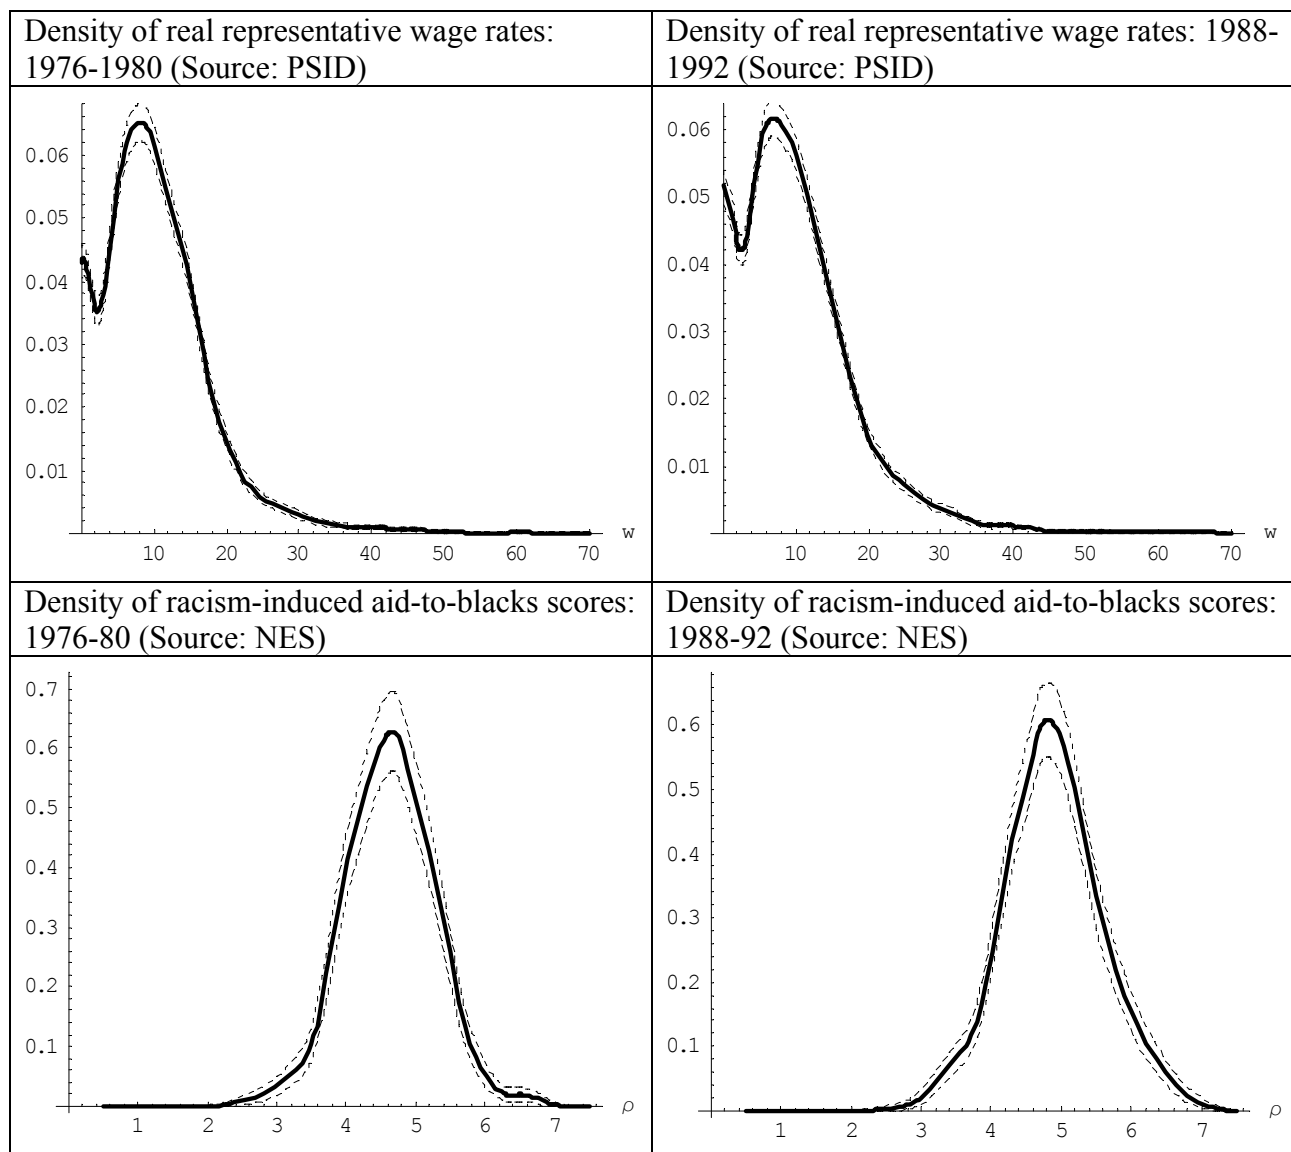 Density of real representative wage rates:
1976-1980 (Source: PSID)
Density of real representative wage rates: 1988-
1992 (Source: PSID)
0.06
0.05
0.04
0.03
0.02
0.01
10 20 30 40 50 60 70 w
0.06
0.05
0.04
0.03
0.02
0.01
10 20 30 40 50 60 70 w
Density of racism-induced aid-to-blacks scores:
1976-80 (Source: NES)
Density of racism-induced aid-to-blacks scores:
1988-92 (Source: NES)
0.7
0.6
0.5
0.4
0.3
0.2
0.1
1 2 3 4 5 6 7 ρ
0.6
0.5
0.4
0.3
0.2
0.1
1 2 3 4 5 6 7 ρ